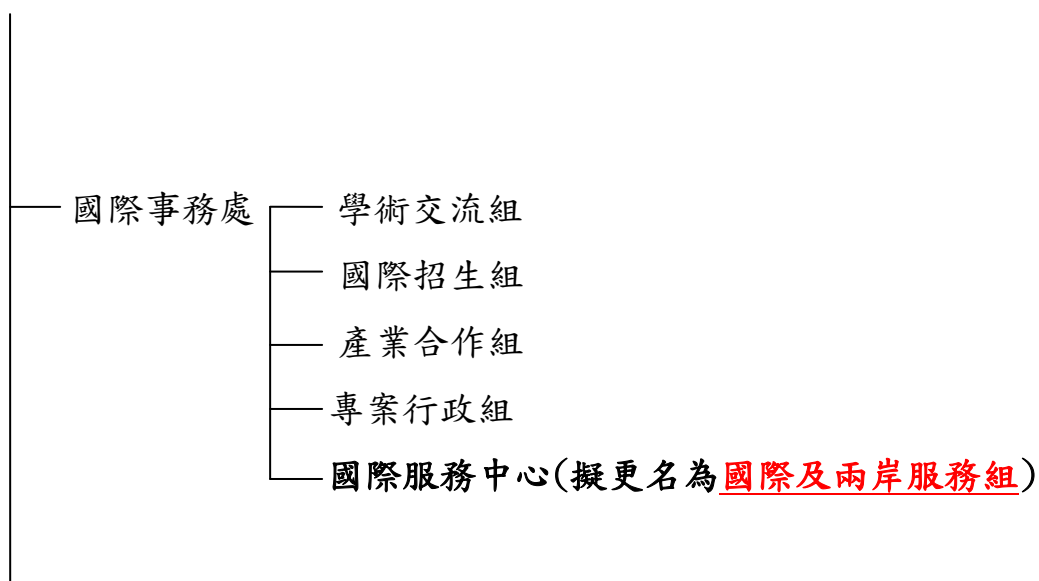 國際事務處
學術交流組
國際招生組
產業合作組
專案行政組
國際服務中心(擬更名為國際及兩岸服務組)